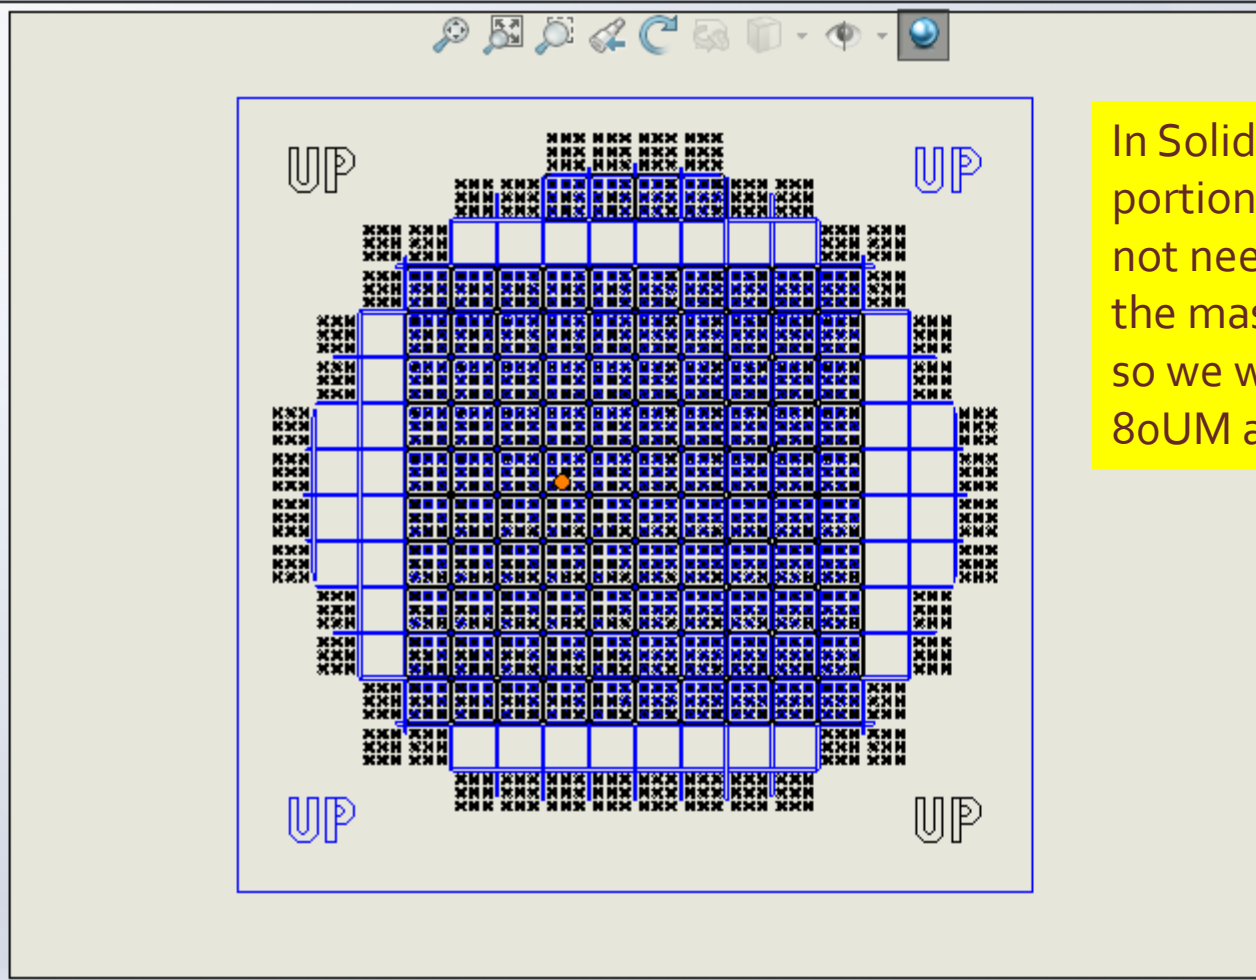 UP UP
In Solid
portion
not nee
the mas
so we w
80UM a
UP UP